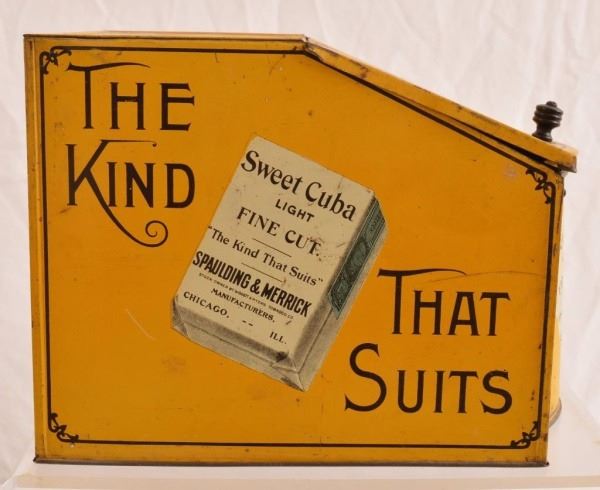 THE
KIND
Sweet Cuba
LIGHT
FINE CUT.
"The Kind That Suits"
SPAULDING & MERRICK
MANUFACTURERS.
CHICAGO. -- ILL.
THAT
SUITS